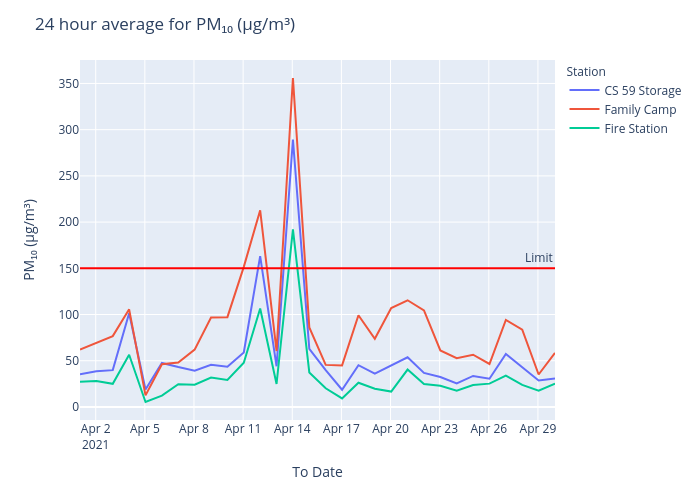 24 hour average for PM₁₀ (µg/m³)
Station
CS 59 Storage
Family Camp
Fire Station
Limit
PM₁₀ (µg/m³)
350
300
250
200
150
100
50
0
Apr 2 Apr 5 Apr 8 Apr 11 Apr 14 Apr 17 Apr 20 Apr 23 Apr 26 Apr 29
2021
To Date